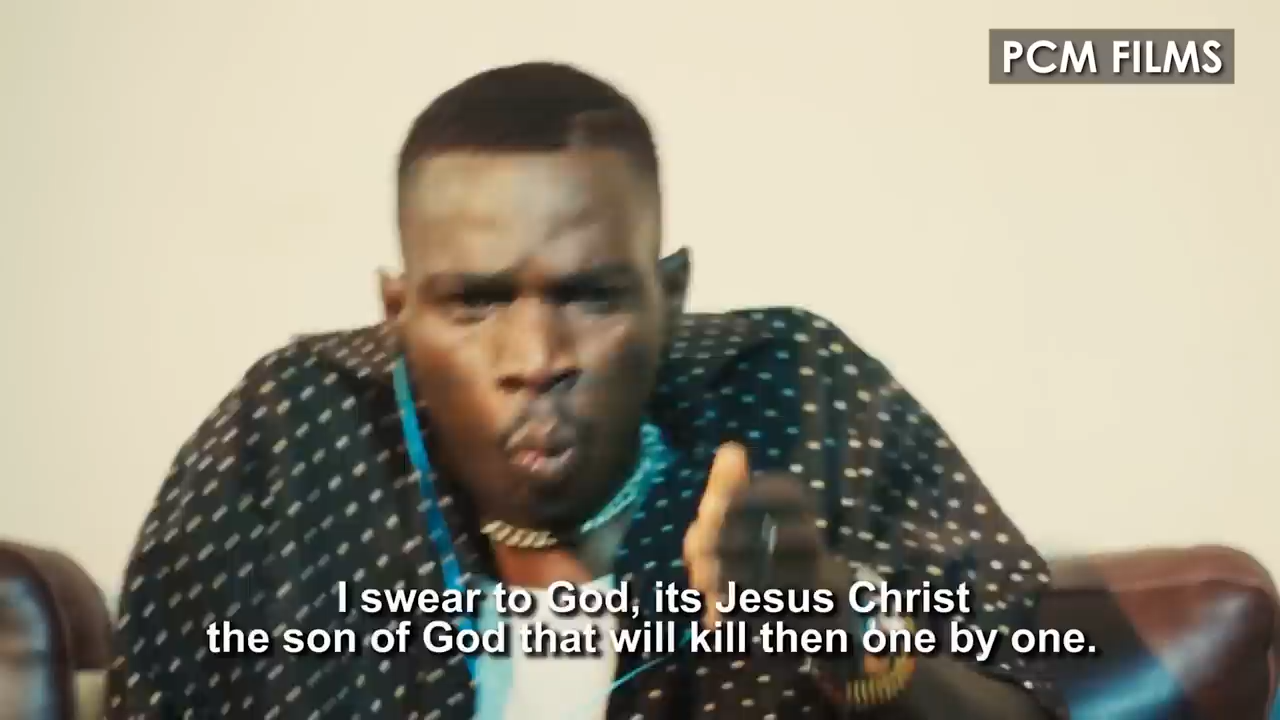 PCM FILMS
I swear to God, its Jesus Christ
the son of God that will kill then one by one.